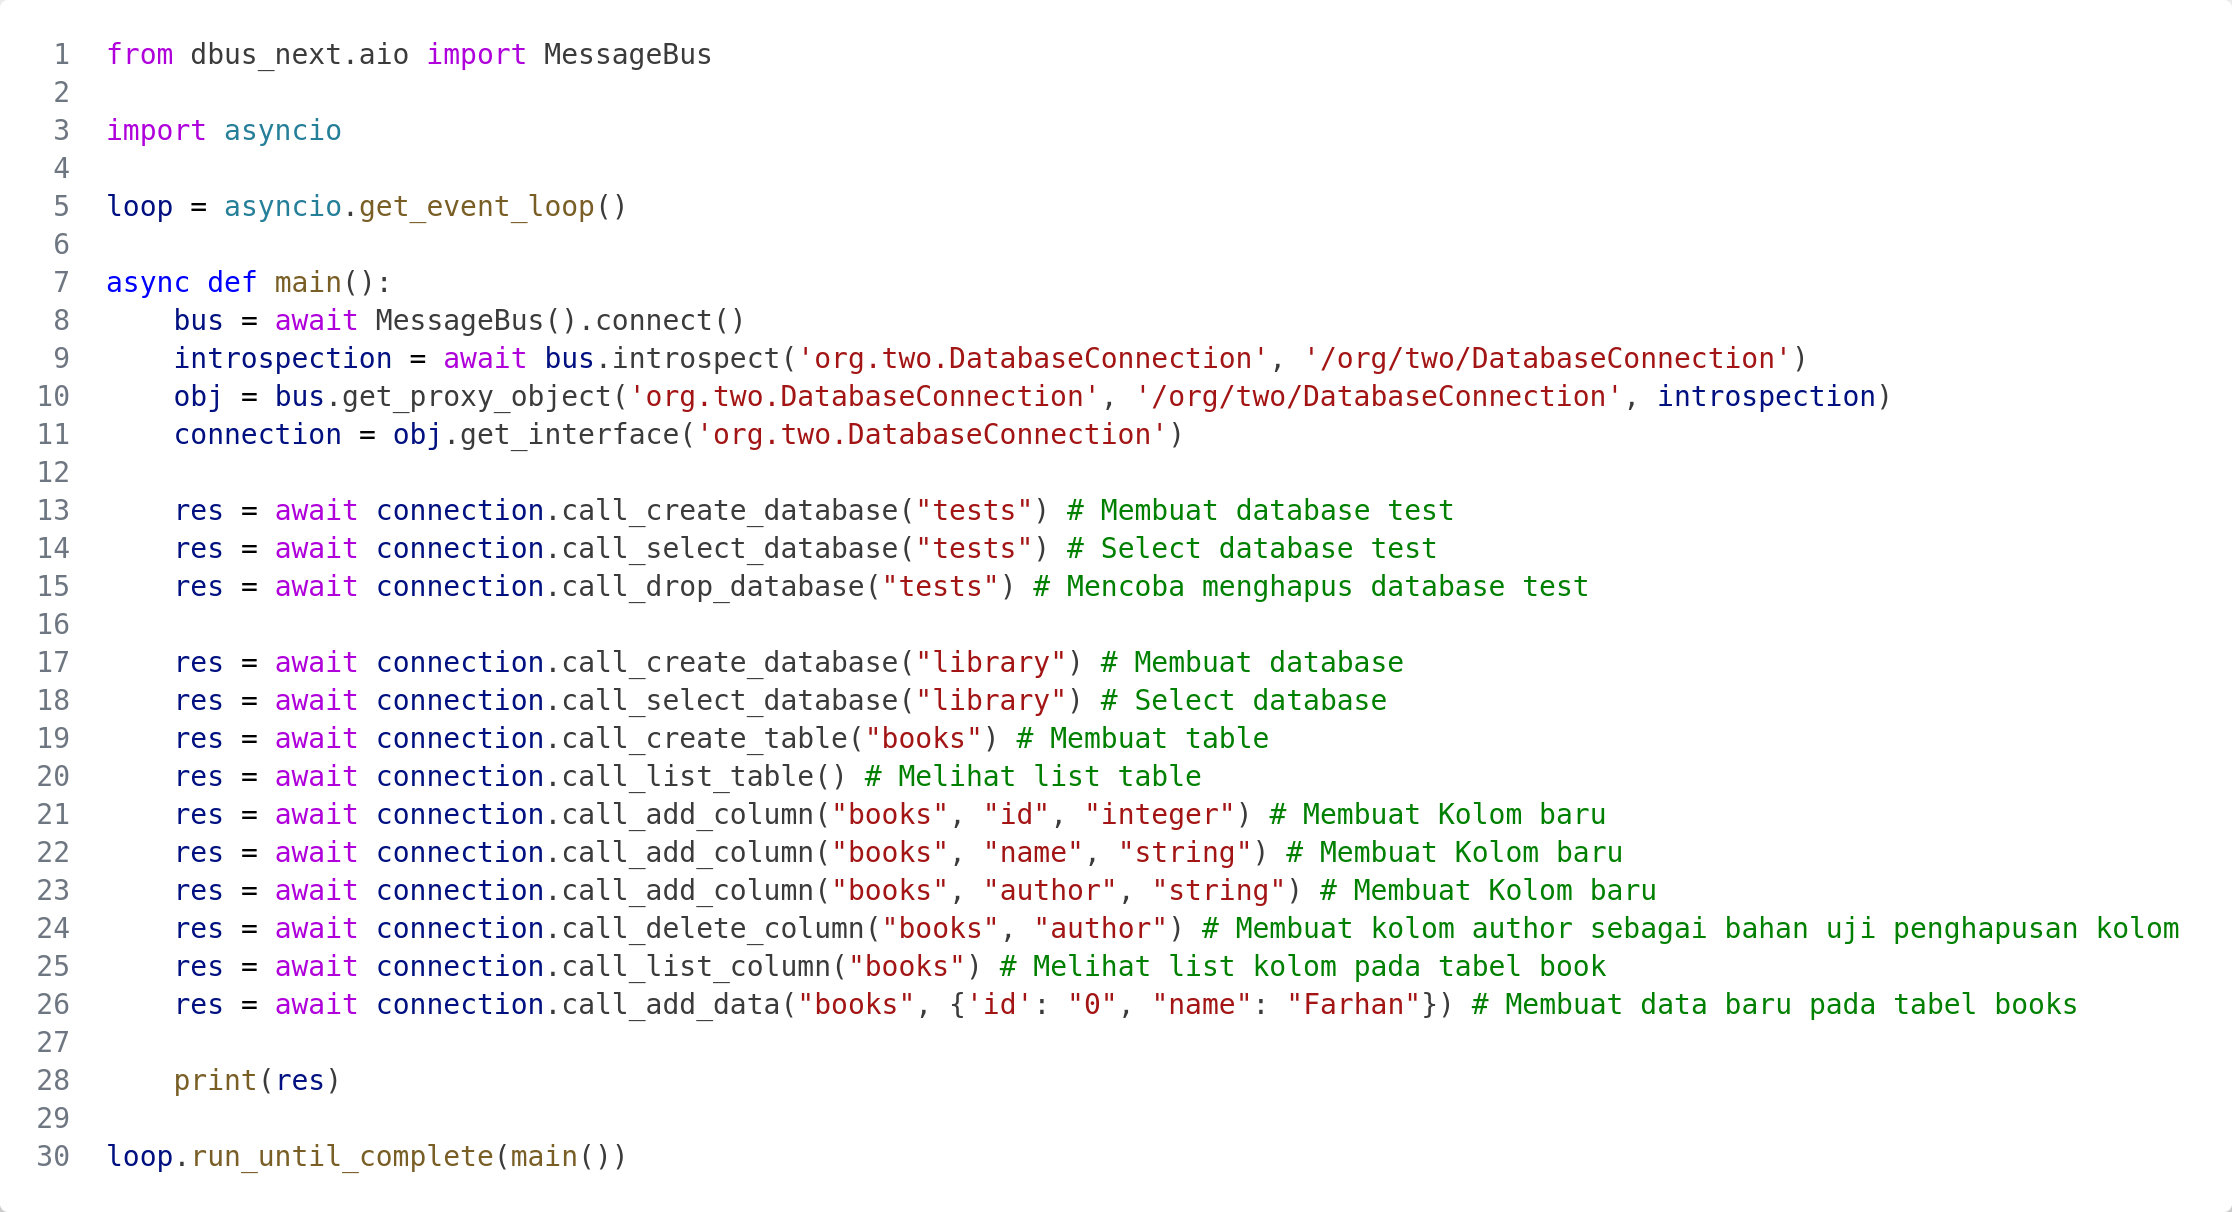 1 from dbus_next.aio import MessageBus
2
3 import asyncio
4
5 loop = asyncio.get_event_loop()
6
7 async def main():
8     bus = await MessageBus().connect()
9     introspection = await bus.introspect('org.two.DatabaseConnection', '/org/two/DatabaseConnection')
10     obj = bus.get_proxy_object('org.two.DatabaseConnection', '/org/two/DatabaseConnection', introspection)
11     connection = obj.get_interface('org.two.DatabaseConnection')
12
13     res = await connection.call_create_database("tests") # Membuat database test
14     res = await connection.call_select_database("tests") # Select database test
15     res = await connection.call_drop_database("tests") # Mencoba menghapus database test
16
17     res = await connection.call_create_database("library") # Membuat database
18     res = await connection.call_select_database("library") # Select database
19     res = await connection.call_create_table("books") # Membuat table
20     res = await connection.call_list_table() # Melihat list table
21     res = await connection.call_add_column("books", "id", "integer") # Membuat Kolom baru
22     res = await connection.call_add_column("books", "name", "string") # Membuat Kolom baru
23     res = await connection.call_add_column("books", "author", "string") # Membuat Kolom baru
24     res = await connection.call_delete_column("books", "author") # Membuat kolom author sebagai bahan uji penghapusan kolom
25     res = await connection.call_list_column("books") # Melihat list kolom pada tabel book
26     res = await connection.call_add_data("books", {'id': "0", "name": "Farhan"}) # Membuat data baru pada tabel books
27
28     print(res)
29
30 loop.run_until_complete(main())